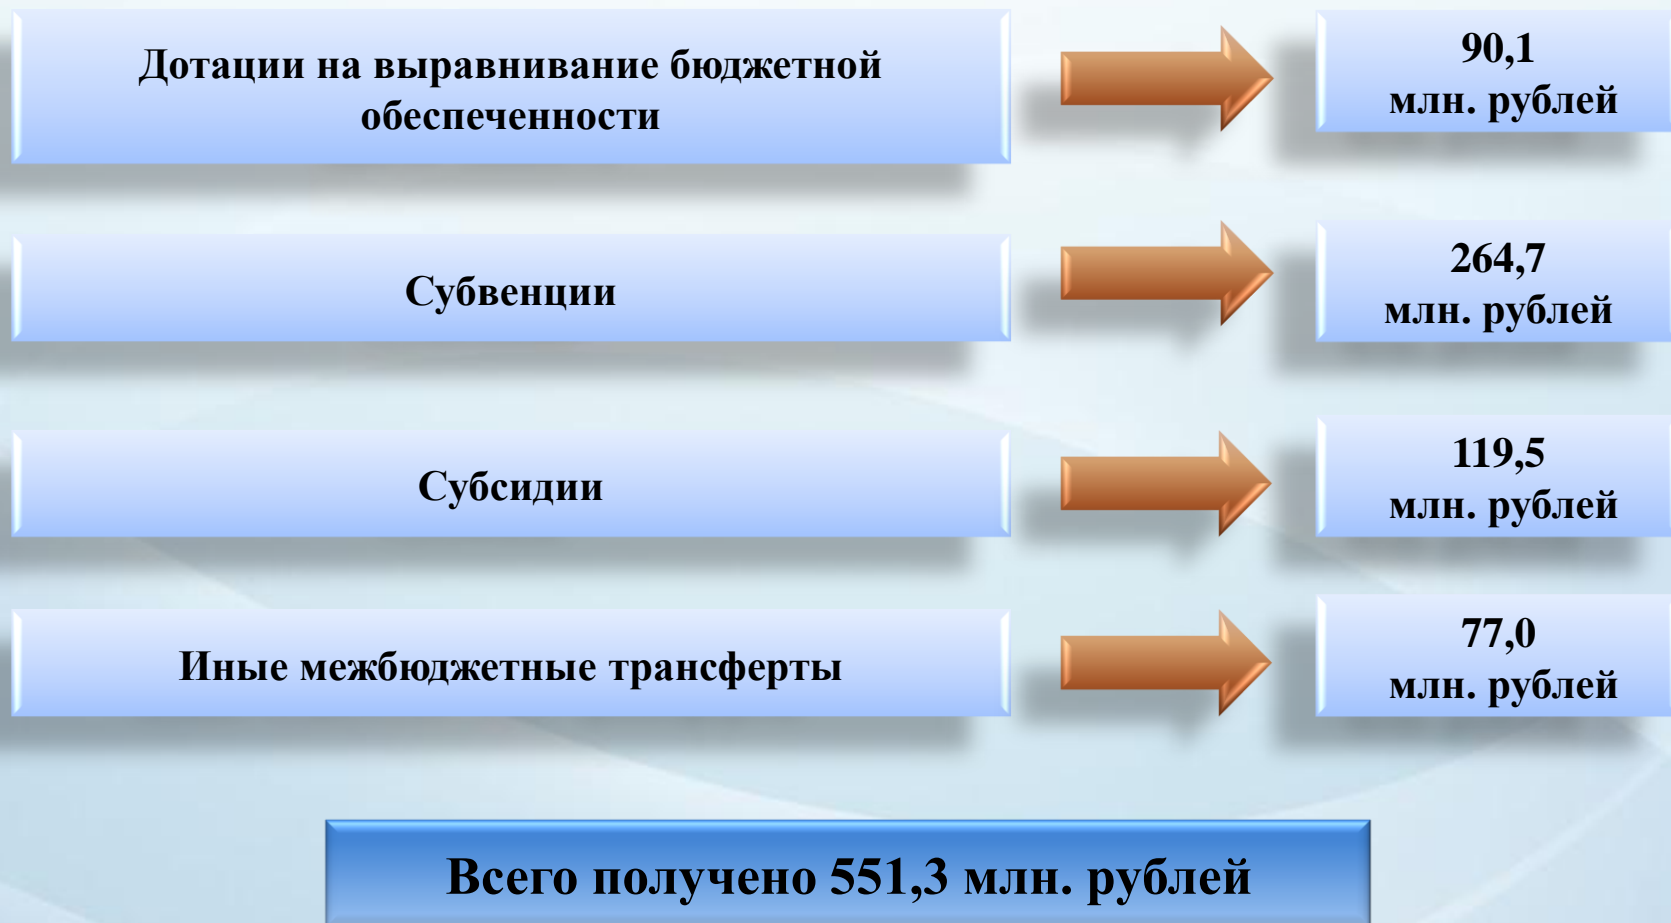 Дотации на выравнивание бюджетной
обеспеченности
90,1
млн. рублей
Субвенции
264,7
млн. рублей
Субсидии
119,5
млн. рублей
Иные межбюджетные трансферты
77,0
млн. рублей
Всего получено 551,3 млн. рублей